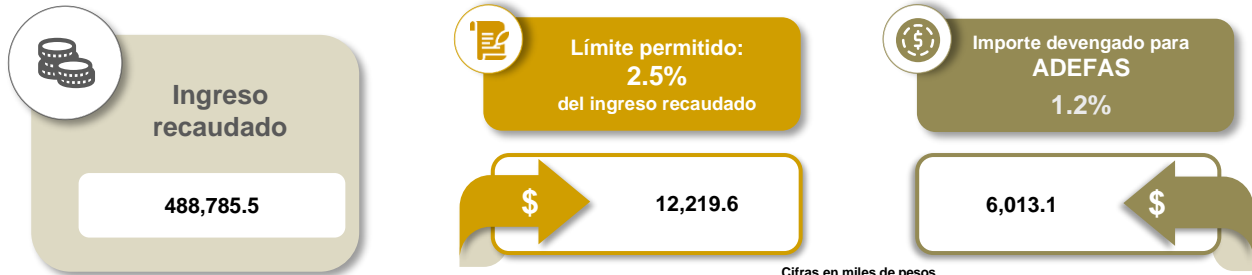 Ingreso
recaudado
488,785.5
Límite permitido:
2.5%
del ingreso recaudado
$ 12,219.6
Importe devengado para
ADEFAS
1.2%
6,013.1 $
Cifras en miles de pesos